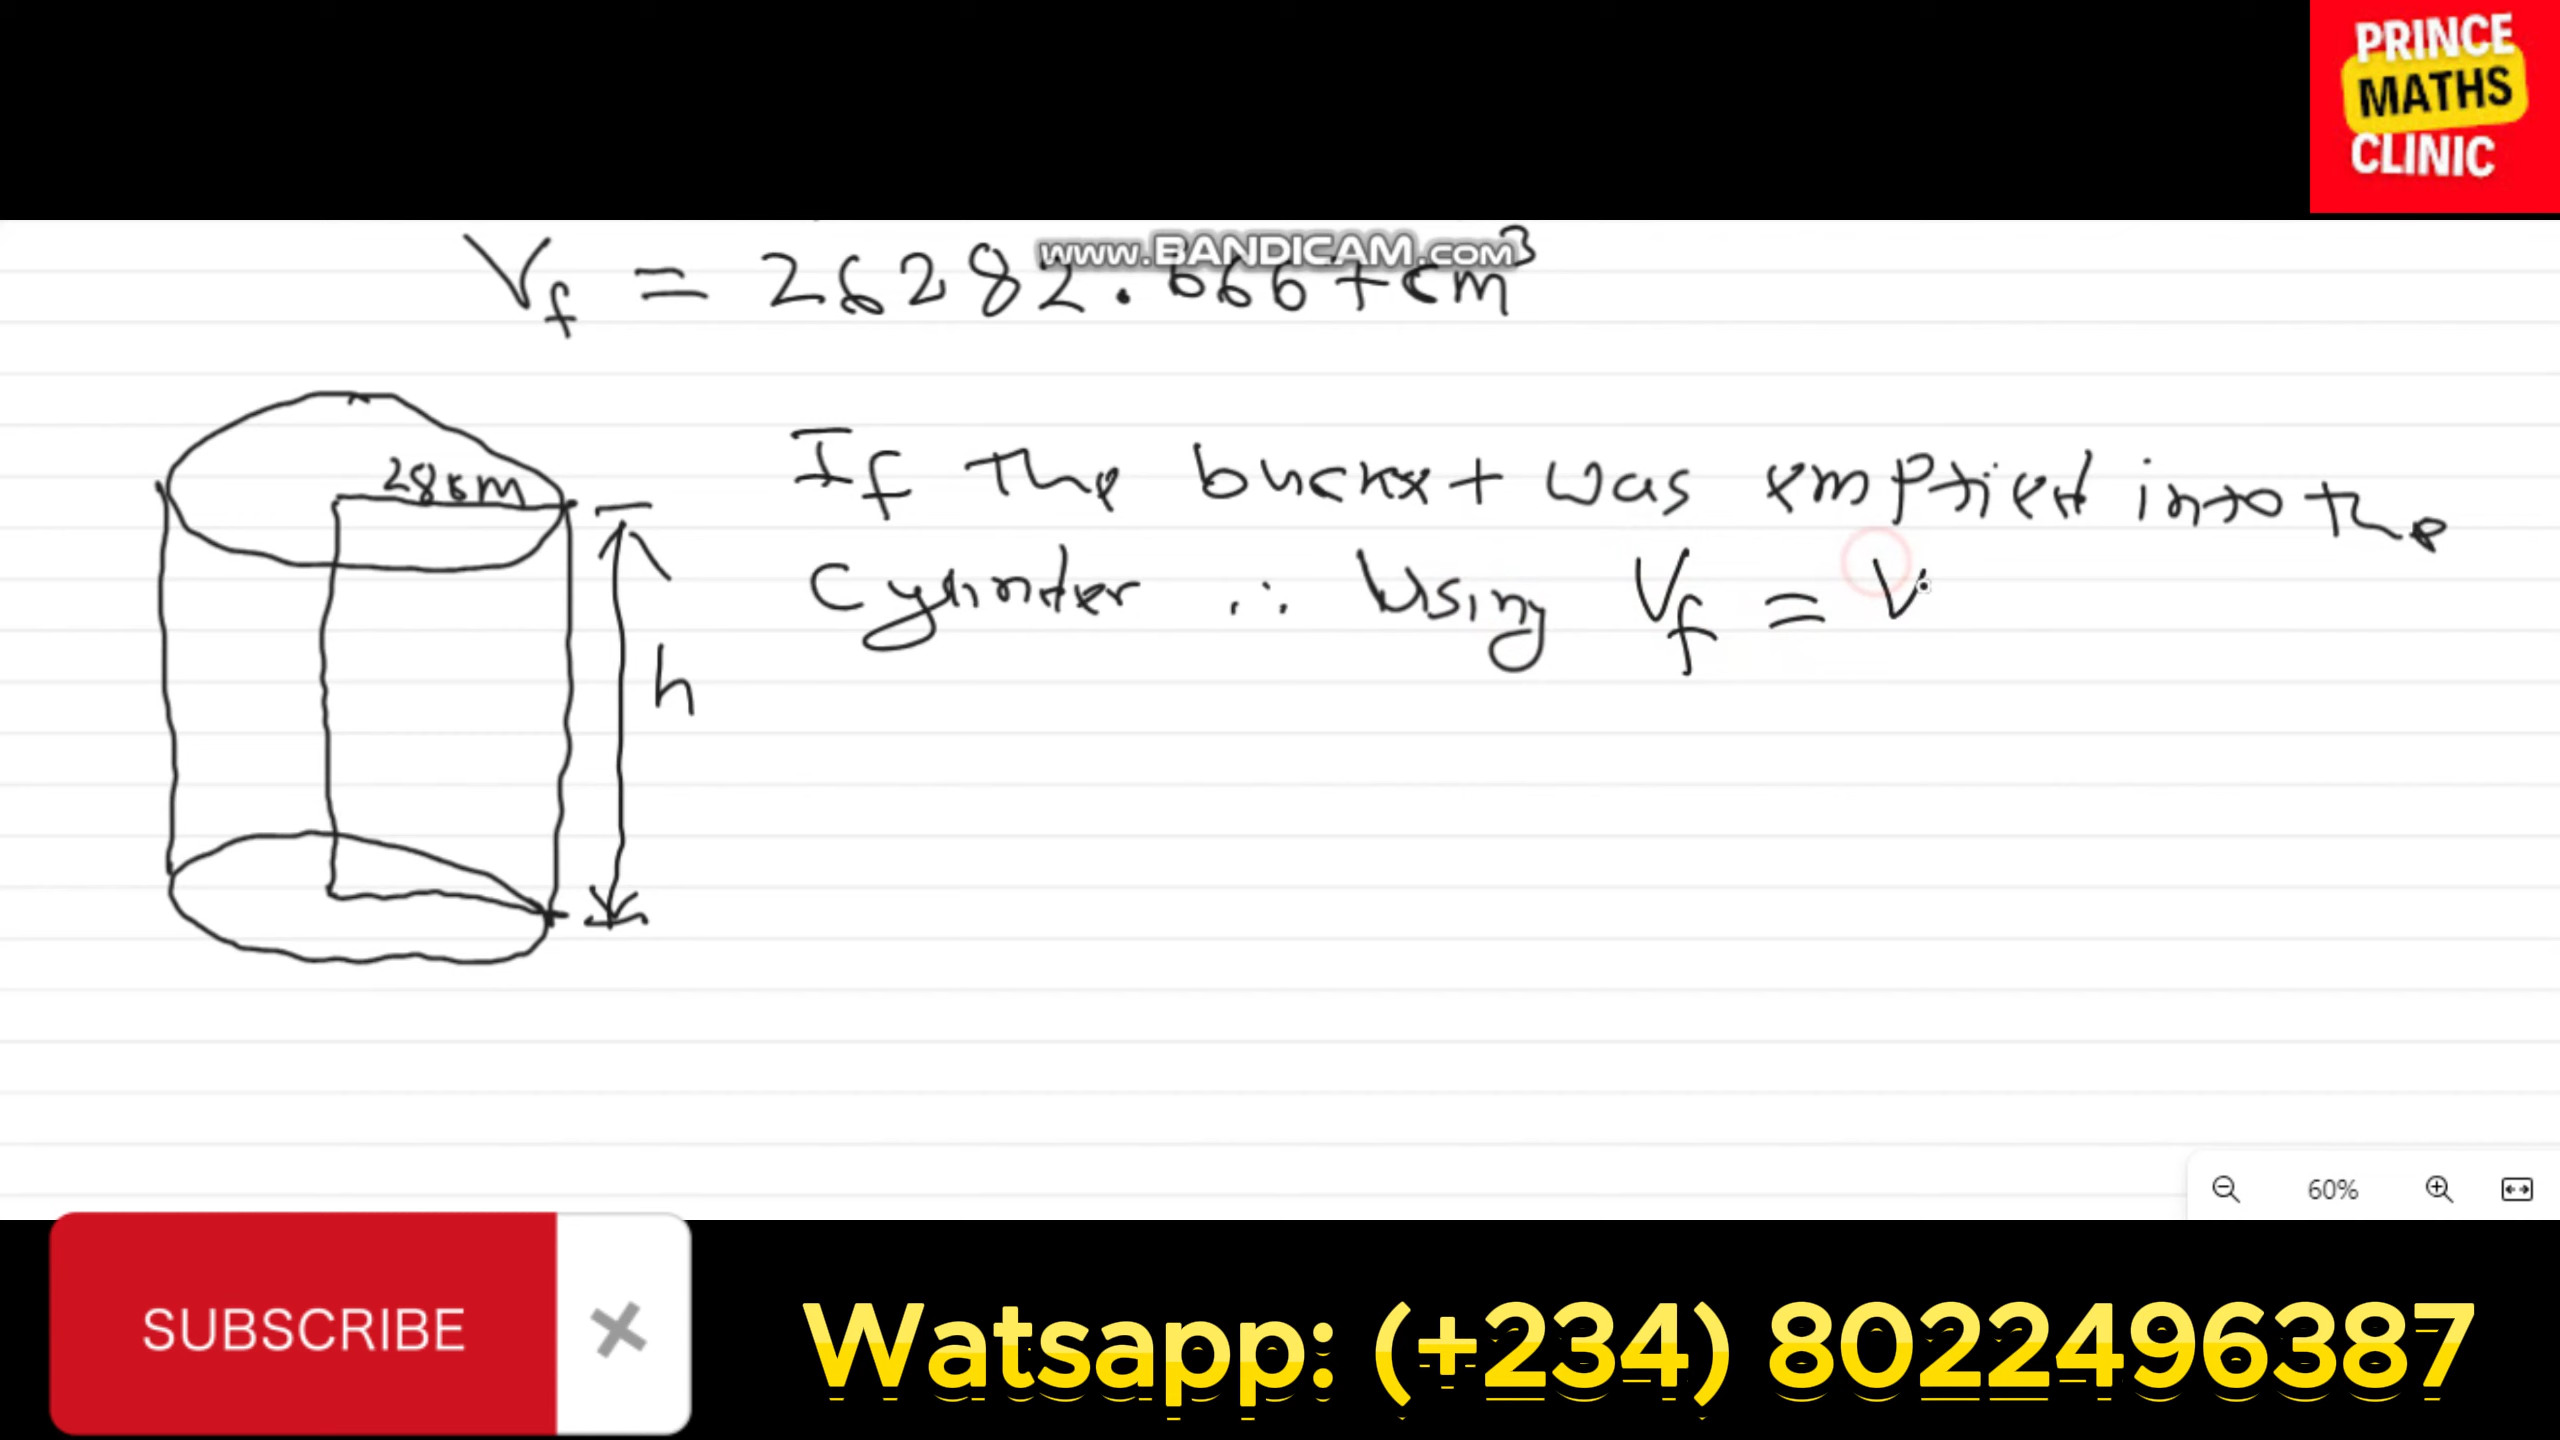 PRINCE
MATHS
CLINIC
www.BANDICAM.com
Vf = 26282.6667cm³
28cm
If the bucket was emptied into the
h
Cylinder ∴ Using Vf = V
60%
SUBSCRIBE
Watsapp: (+234) 8022496387